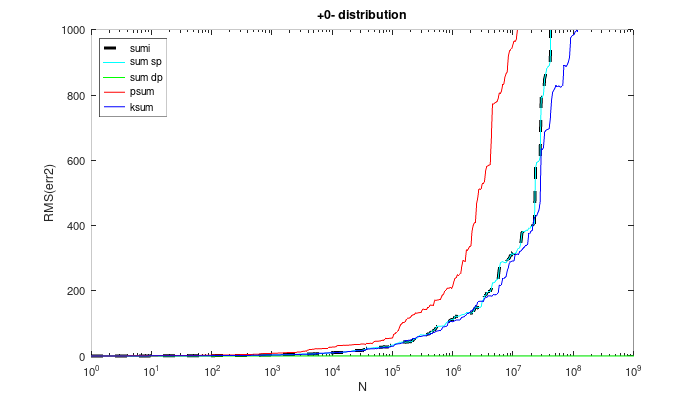 +0- distribution
sumi
sum sp
sum dp
psum
ksum
RMS(err2)
1000
800
600
400
200
0
10^0 10^1 10^2 10^3 10^4 10^5 10^6 10^7 10^8 10^9
N